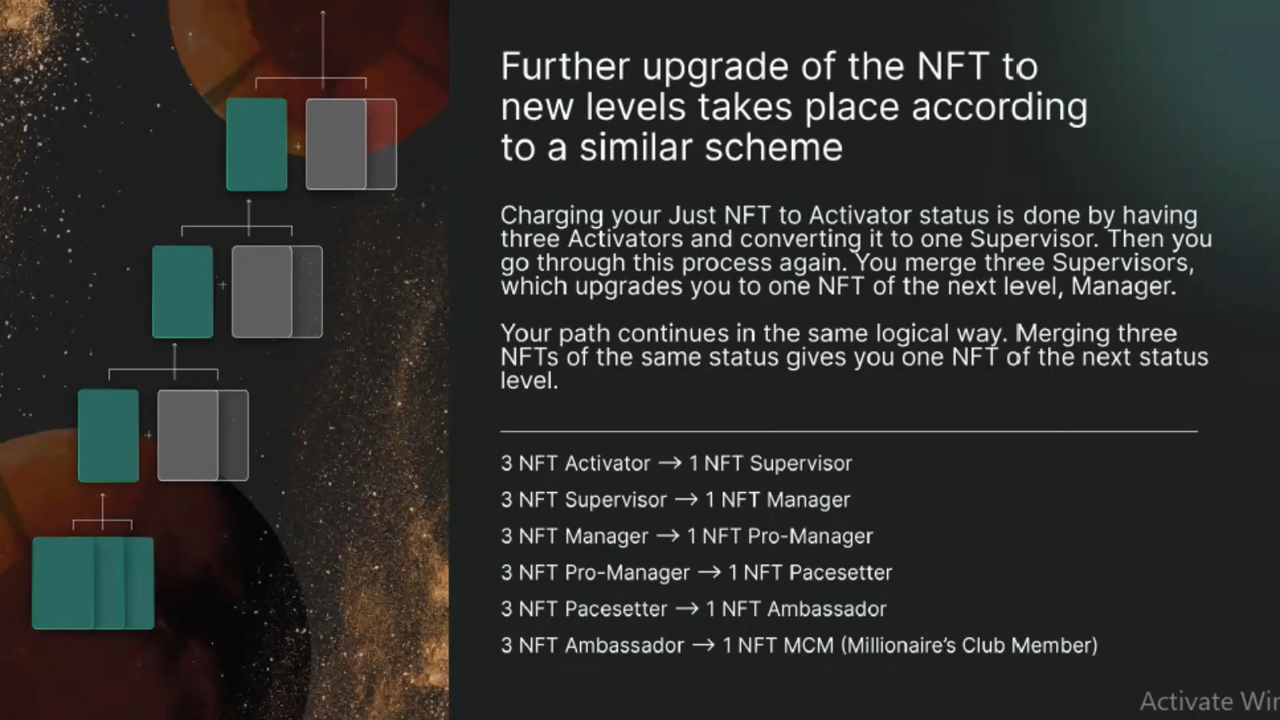 Further upgrade of the NFT to
new levels takes place according
to a similar scheme
Charging your Just NFT to Activator status is done by having
three Activators and converting it to one Supervisor. Then you
go through this process again. You merge three Supervisors,
which upgrades you to one NFT of the next level, Manager.
Your path continues in the same logical way. Merging three
NFTs of the same status gives you one NFT of the next status
level.
3 NFT Activator → 1 NFT Supervisor
3 NFT Supervisor → 1 NFT Manager
3 NFT Manager → 1 NFT Pro-Manager
3 NFT Pro-Manager → 1 NFT Pacesetter
3 NFT Pacesetter → 1 NFT Ambassador
3 NFT Ambassador → 1 NFT MCM (Millionaire's Club Member)
Activate